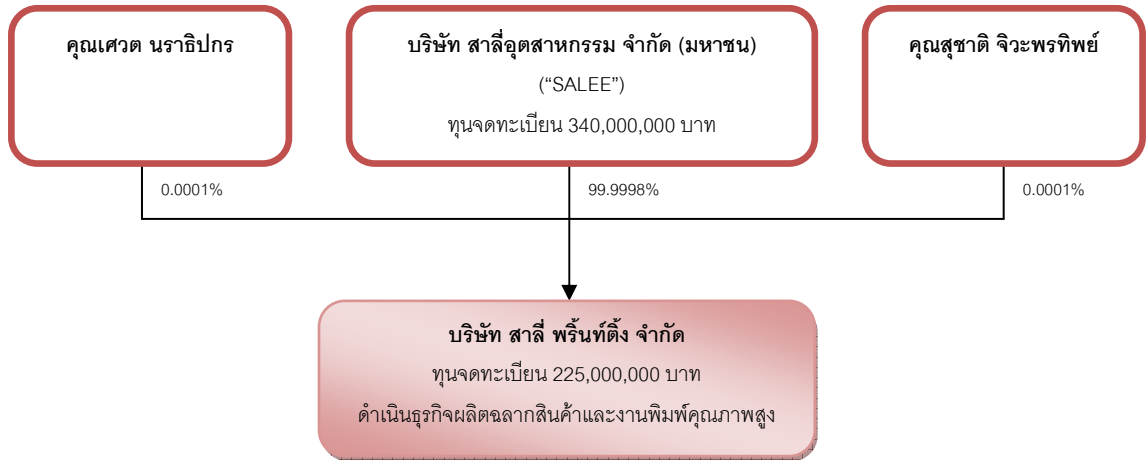 คุณเศวต นราธิปกร
บริษัท สาลี่อุตสาหกรรม จำกัด (มหาชน)
(“SALEE”)
ทุนจดทะเบียน 340,000,000 บาท
คุณสุชาติ จิวะพรทิพย์
0.0001%
99.9998%
0.0001%
บริษัท สาลี่ พริ้นท์ติ้ง จำกัด
ทุนจดทะเบียน 225,000,000 บาท
ดำเนินธุรกิจผลิตฉลากสินค้าและงานพิมพ์คุณภาพสูง